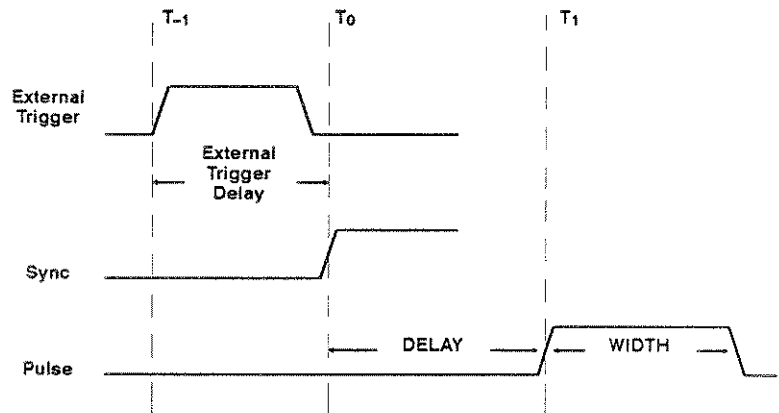 T-1
T0
T1
External
Trigger
External
Trigger
Delay
Sync
DELAY
WIDTH
Pulse